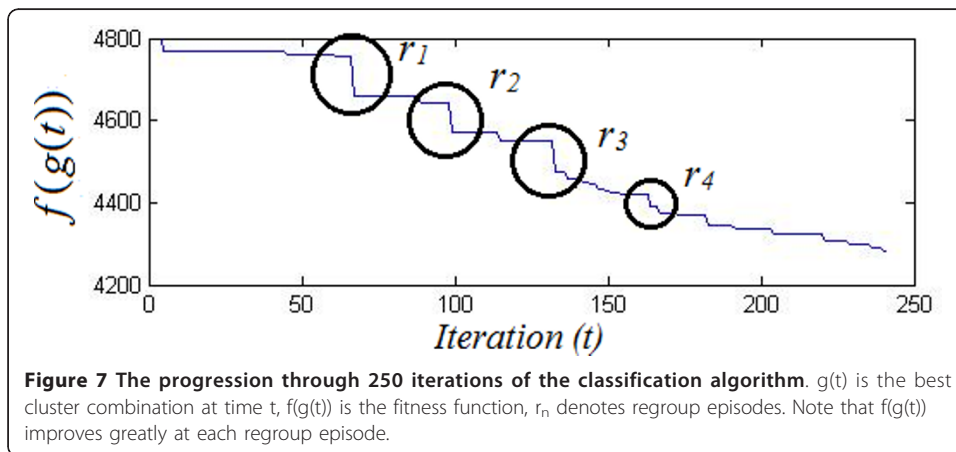 4800
4600
4400
4200
f(g(t))
r1
r2
r3
r4
0
50
100
150
200
250
Iteration (t)
Figure 7 The progression through 250 iterations of the classification algorithm. g(t) is the best
cluster combination at time t, f(g(t)) is the fitness function, rn denotes regroup episodes. Note that f(g(t))
improves greatly at each regroup episode.